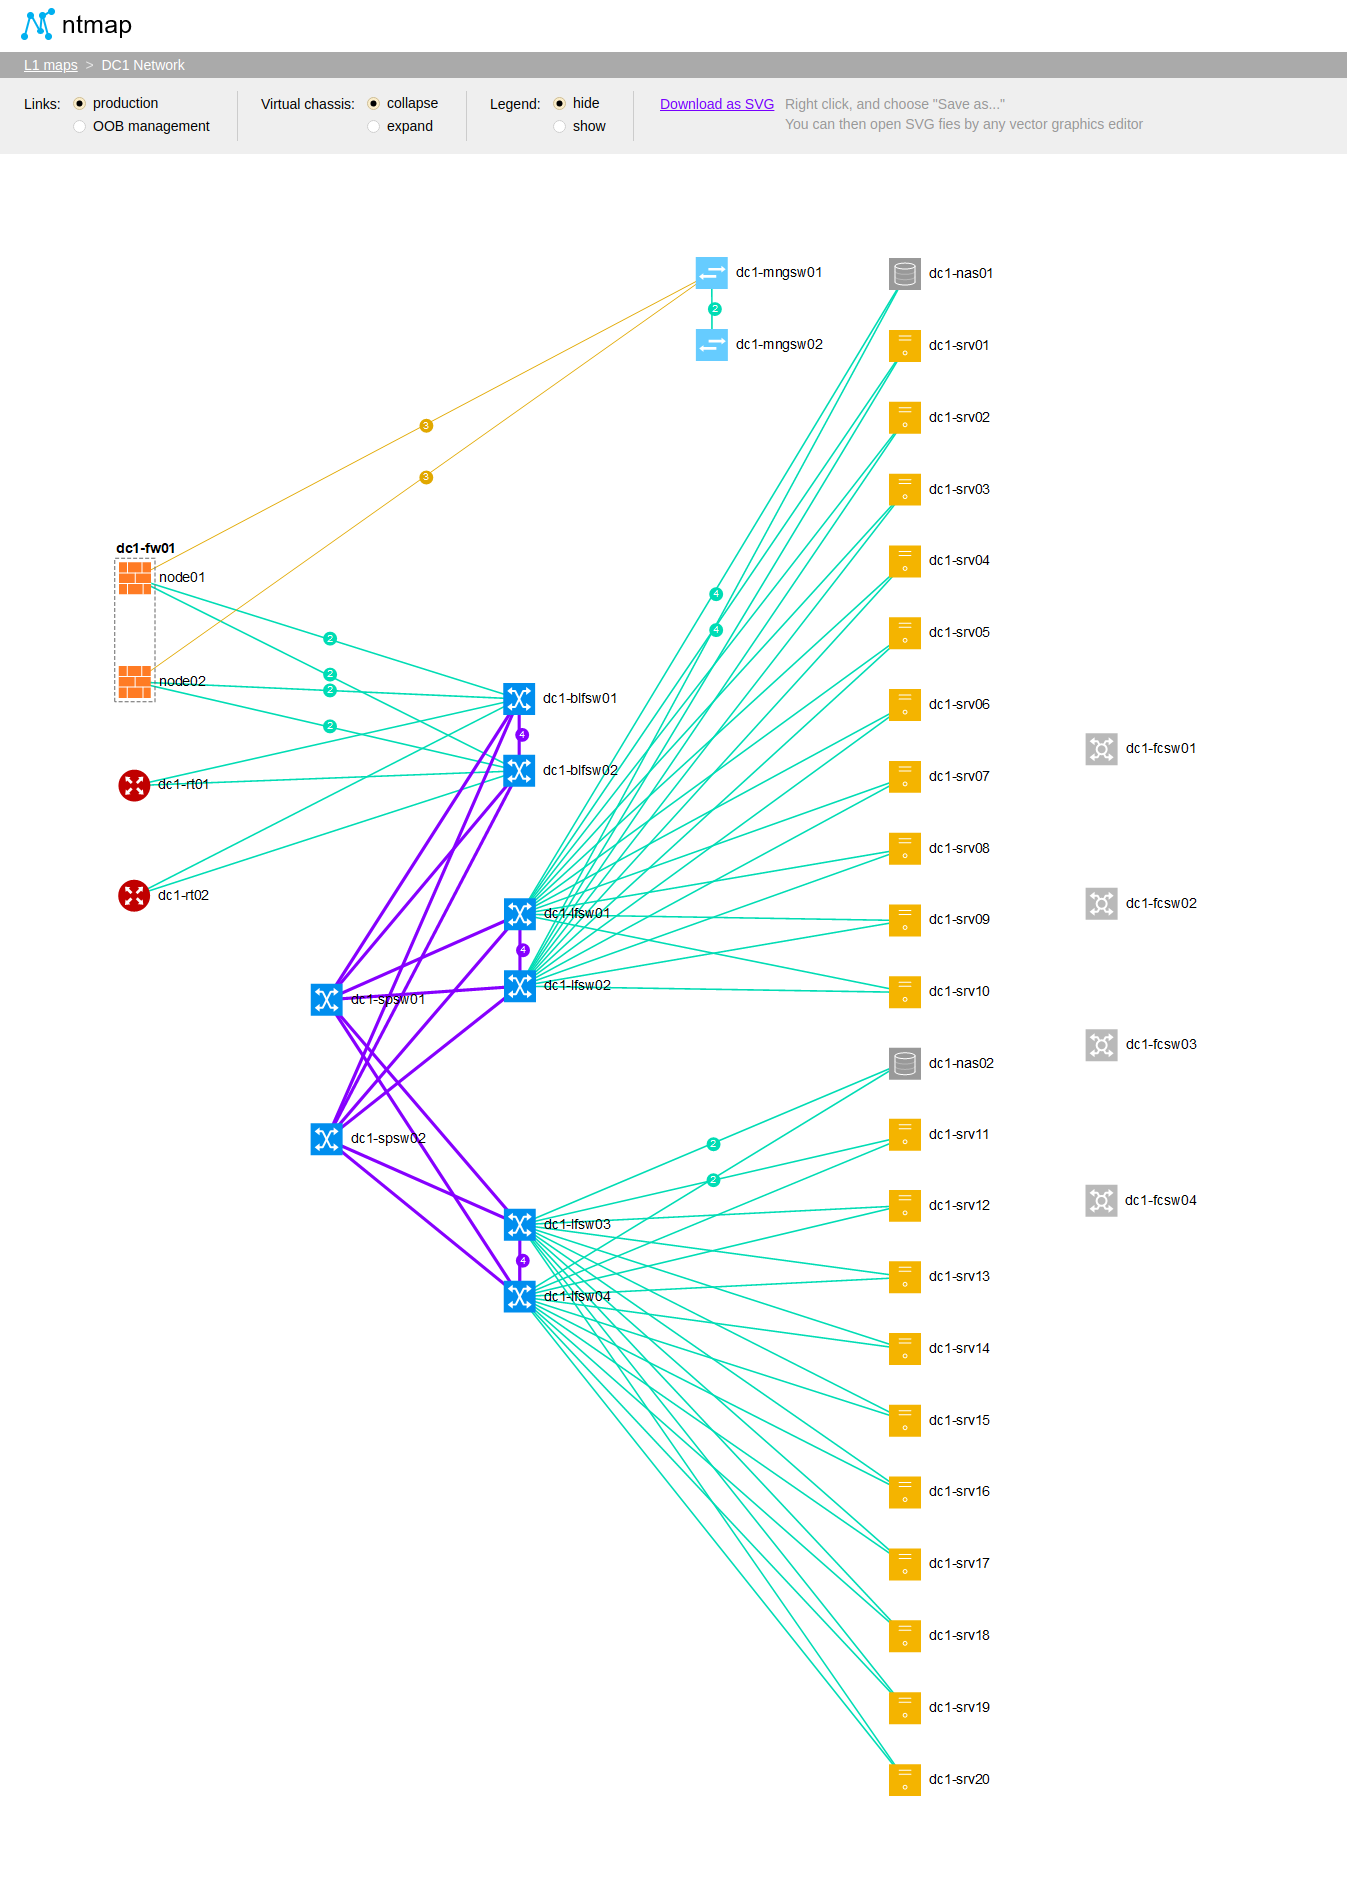 ntmap
L1 maps > DC1 Network
Links: production Virtual chassis: collapse Legend: hide Download as SVG Right click, and choose "Save as..."
OOB management expand show You can then open SVG fies by any vector graphics editor
dc1-mngsw01
dc1-nas01
2
dc1-mngsw02
dc1-srv01
dc1-srv02
3
3
dc1-srv03
dc1-fw01
dc1-srv04
node01
4
4
dc1-srv05
2
2
node02
2
dc1-blfsw01
dc1-srv06
2
4
dc1-fcsw01
dc1-blfsw02
dc1-srv07
dc1-rt01
dc1-srv08
dc1-rt02
dc1-fcsw02
dc1-lfsw01
dc1-srv09
4
dc1-lfsw02
dc1-srv10
dc1-spsw01
dc1-fcsw03
dc1-nas02
dc1-spsw02
2
dc1-srv11
2
dc1-srv12
dc1-fcsw04
dc1-lfsw03
4
dc1-srv13
dc1-lfsw04
dc1-srv14
dc1-srv15
dc1-srv16
dc1-srv17
dc1-srv18
dc1-srv19
dc1-srv20